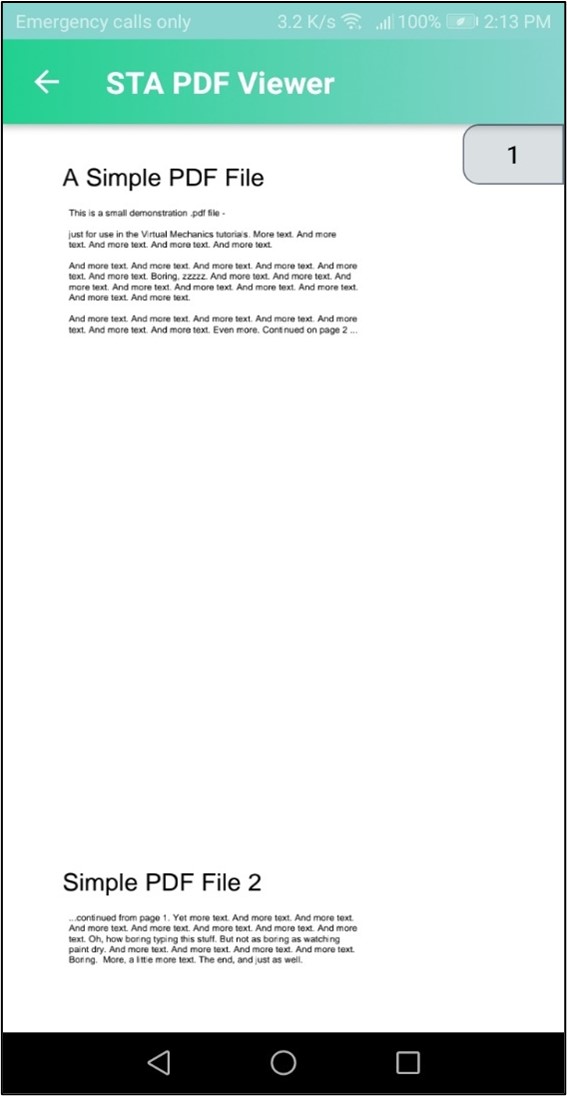 Emergency calls only 3.2 K/s 100% 2:13 PM
STA PDF Viewer
1
A Simple PDF File
This is a small demonstration .pdf file -
just for use in the Virtual Mechanics tutorials. More text. And more
text. And more text. And more text. And more text.
And more text. And more text. And more text. And more text. And more
text. And more text. Boring, zzzzz. And more text. And more text. And
more text. And more text. And more text. And more text. And more text.
And more text. And more text.
And more text. And more text. And more text. And more text. And more
text. And more text. And more text. Even more. Continued on page 2 ...
Simple PDF File 2
...continued from page 1. Yet more text. And more text. And more text.
And more text. And more text. And more text. And more text. And more
text. Oh, how boring typing this stuff. But not as boring as watching
paint dry. And more text. And more text. And more text. And more text.
Boring. More, a little more text. The end, and just as well.